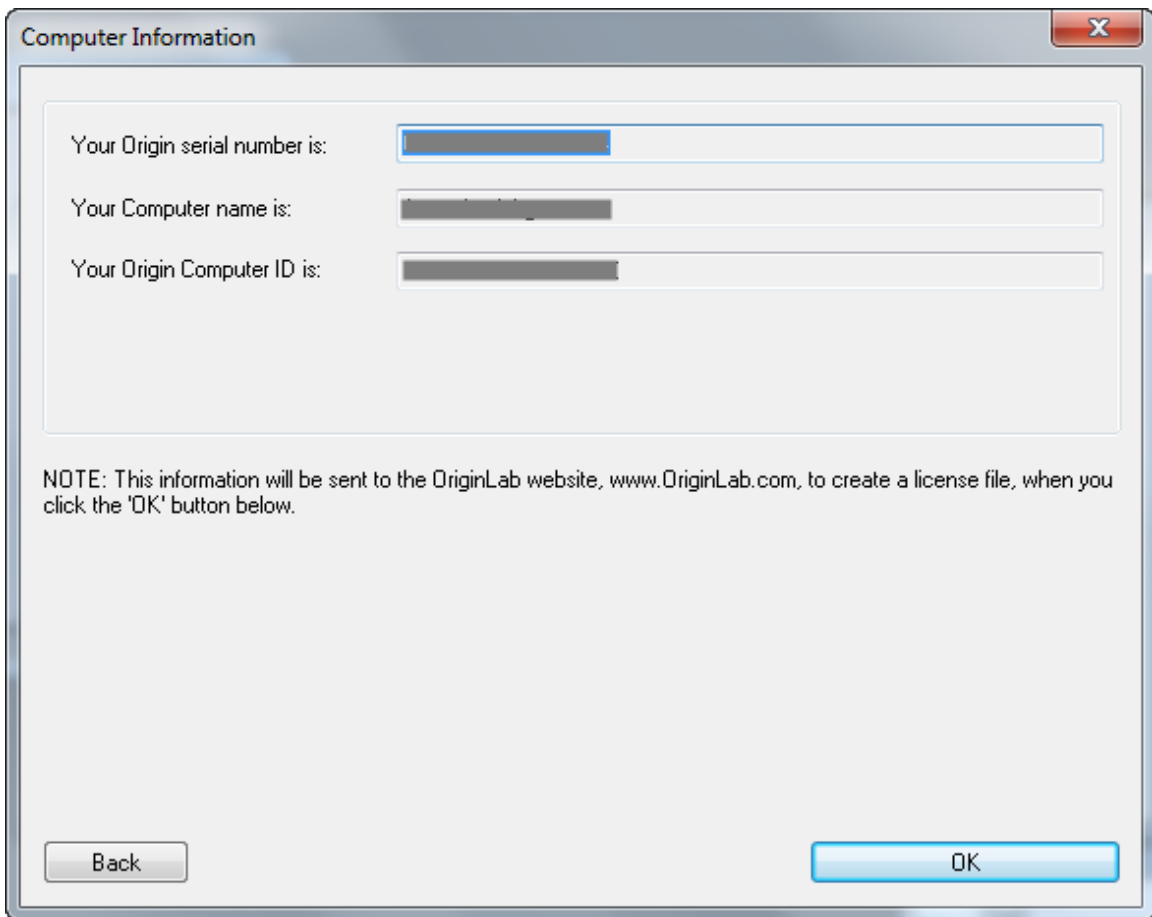 Computer Information
Your Origin serial number is:
Your Computer name is:
Your Origin Computer ID is:
NOTE: This information will be sent to the OriginLab website, www.OriginLab.com, to create a license file, when you
click the 'OK' button below.
Back
OK